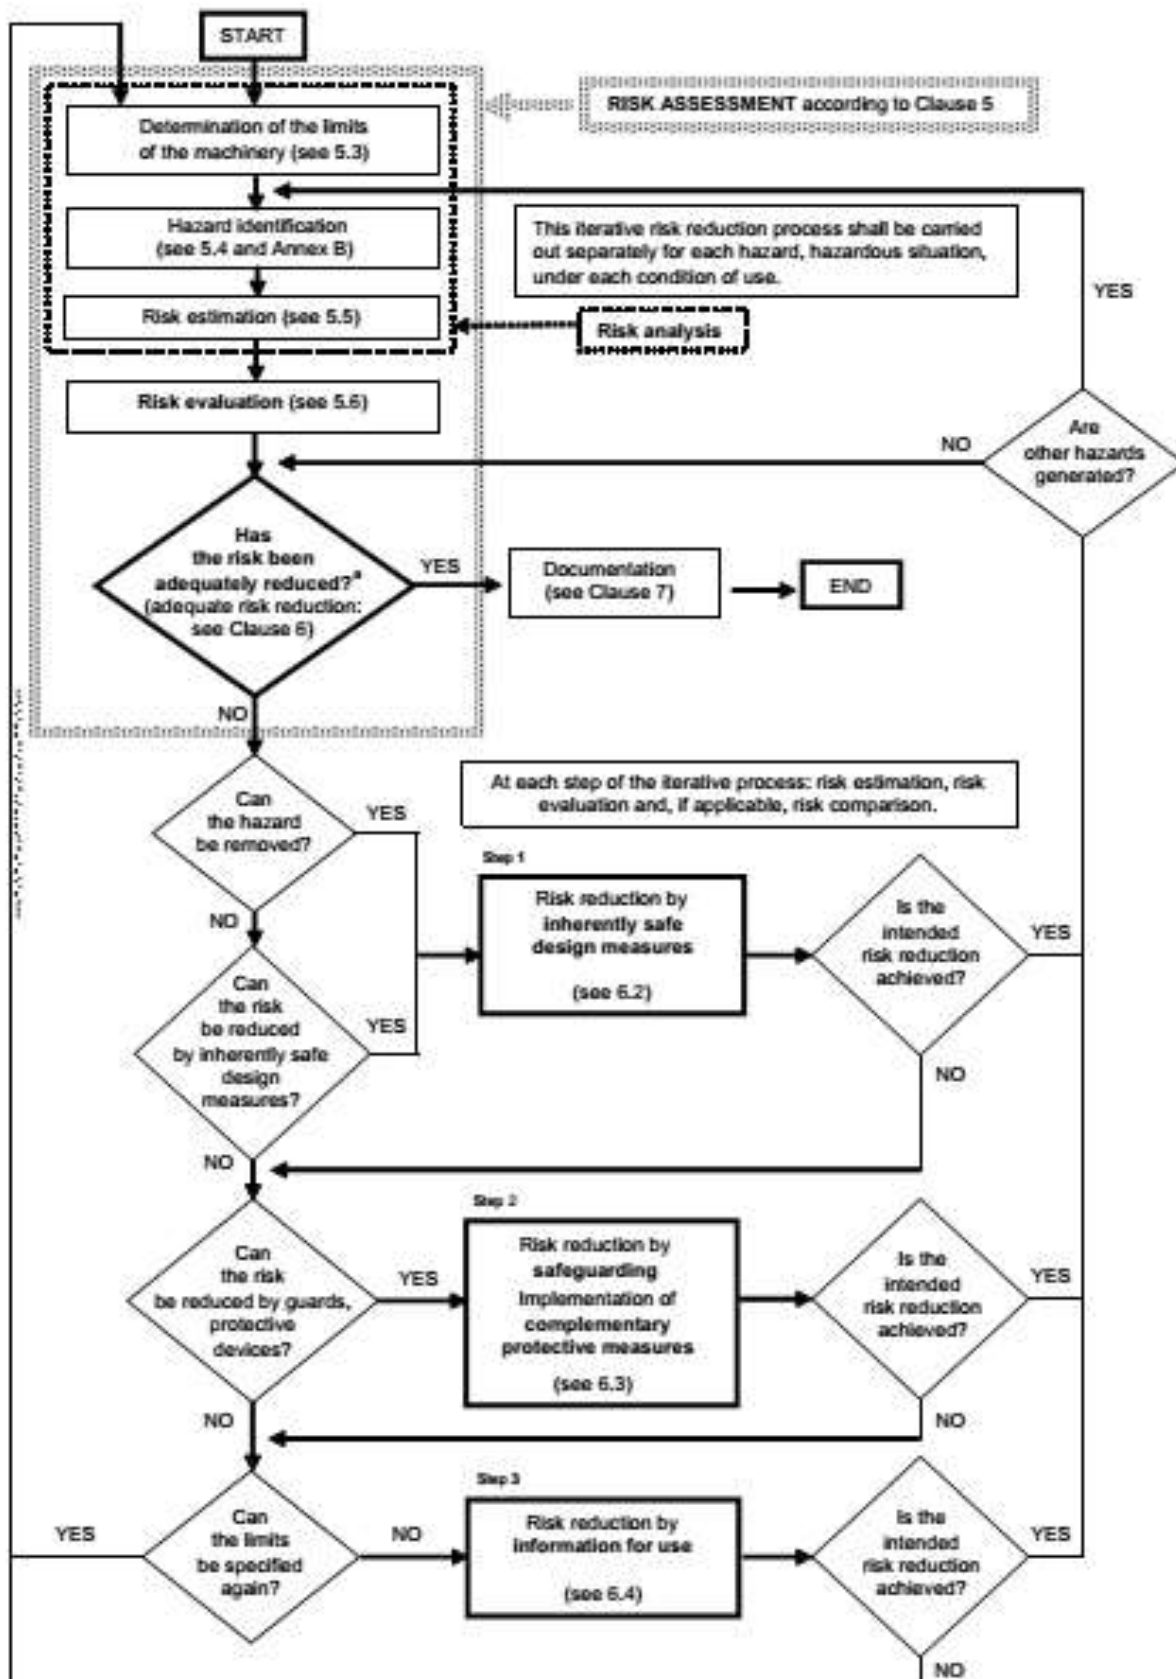 START
RISK ASSESSMENT according to Clause 5
Determination of the limits
of the machinery (see 5.3)
Hazard identification
(see 5.4 and Annex B)
This iterative risk reduction process shall be carried
out separately for each hazard, hazardous situation,
under each condition of use.
YES
Risk estimation (see 5.5)
Risk analysis
Risk evaluation (see 5.6)
NO
Are
other hazards
generated?
Has
the risk been
adequately reduced?a
(adequate risk reduction:
see Clause 6)
YES
Documentation
(see Clause 7)
END
NO
At each step of the iterative process: risk estimation, risk
evaluation and, if applicable, risk comparison.
Can
the hazard
be removed?
YES
Step 1
Risk reduction by
inherently safe
design measures
(see 6.2)
Is the
intended
risk reduction
achieved?
YES
NO
Can
the risk
be reduced
by inherently safe
design
measures?
YES
NO
NO
Step 2
Can
the risk
be reduced by guards,
protective
devices?
YES
Risk reduction by
safeguarding
Implementation of
complementary
protective measures
(see 6.3)
Is the
intended
risk reduction
achieved?
YES
NO
NO
Step 3
YES
Can
the limits
be specified
again?
NO
Risk reduction by
information for use
(see 6.4)
Is the
intended
risk reduction
achieved?
YES
NO